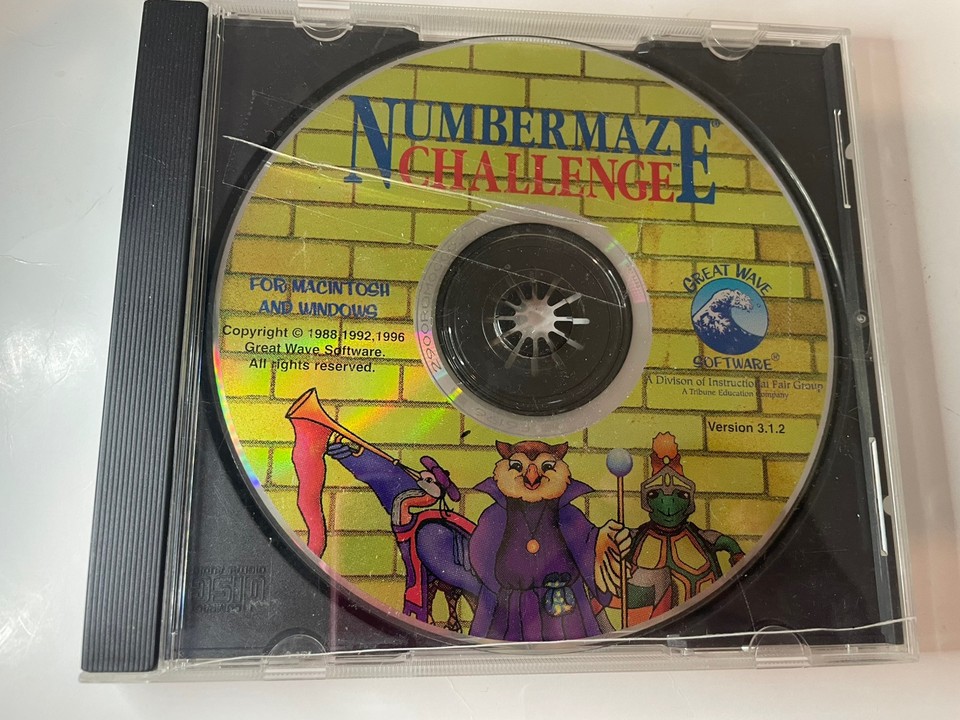 NUMBERMAZE®
CHALLENGE™
FOR MACINTOSH
AND WINDOWS
Copyright © 1988,1992,1996
Great Wave Software.
All rights reserved.
GREAT WAVE
SOFTWARE®
A Divison of Instructional Fair Group
A Tribune Education Company
Version 3.1.2